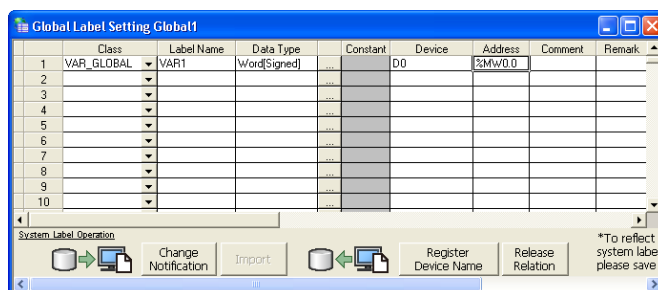 Global Label Setting Global1
Class Label Name Data Type Constant Device Address Comment Remark
1 VAR_GLOBAL VAR1 Word[Signed] ... D0 %MW0.0
2 ...
3 ...
4 ...
5 ...
6 ...
7 ...
8 ...
9 ...
10 ...
System Label Operation
Change Notification Import Register Device Name Release Relation
*To reflect
system labe
please save